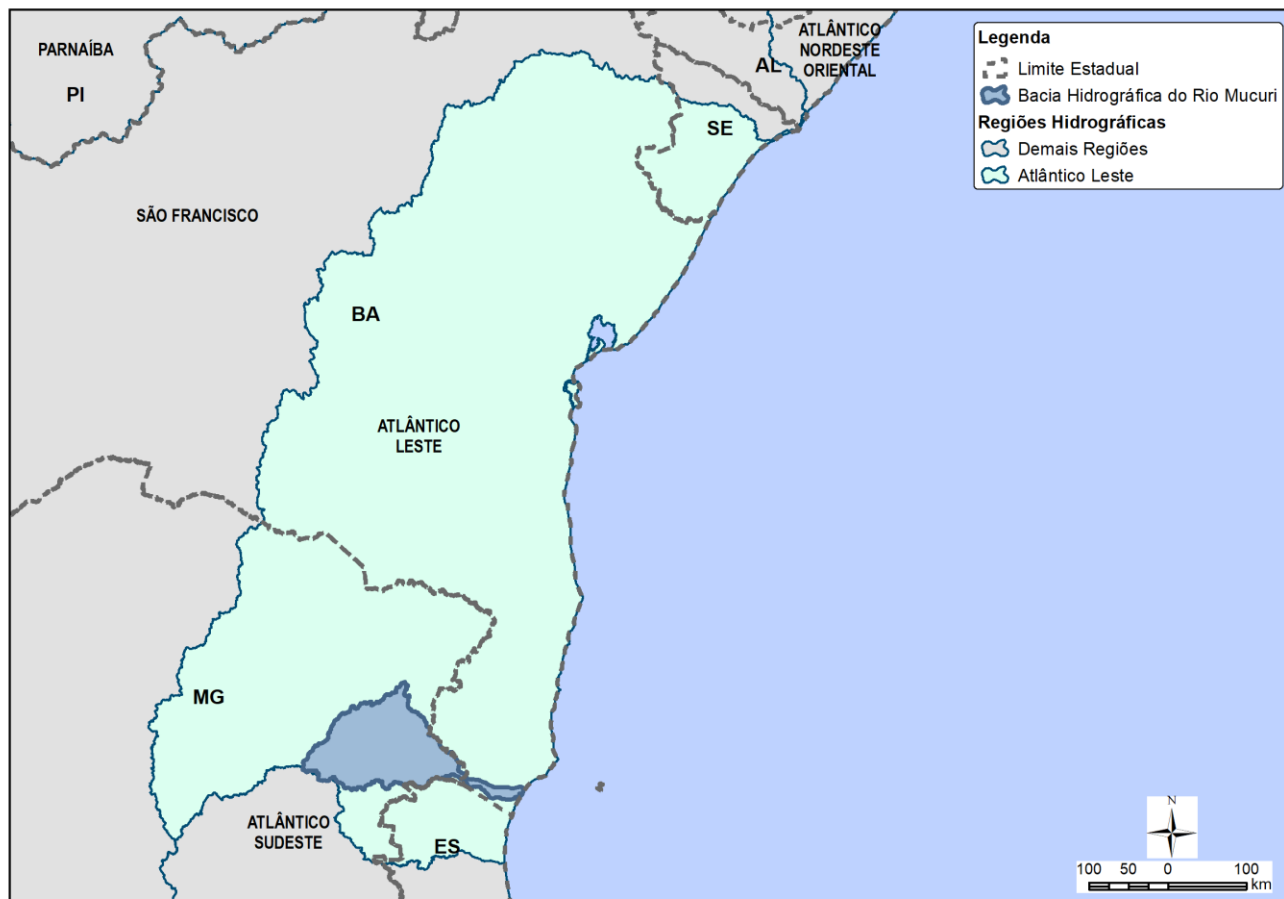 PARNAÍBA
PI
ATLÂNTICO
NORDESTE
ORIENTAL
AL
SE
SÃO FRANCISCO
BA
ATLÂNTICO
LESTE
MG
ATLÂNTICO
SUDESTE
ES
Legenda
Limite Estadual
Bacia Hidrográfica do Rio Mucuri
Regiões Hidrográficas
Demais Regiões
Atlântico Leste
N
100 50 0 100
km